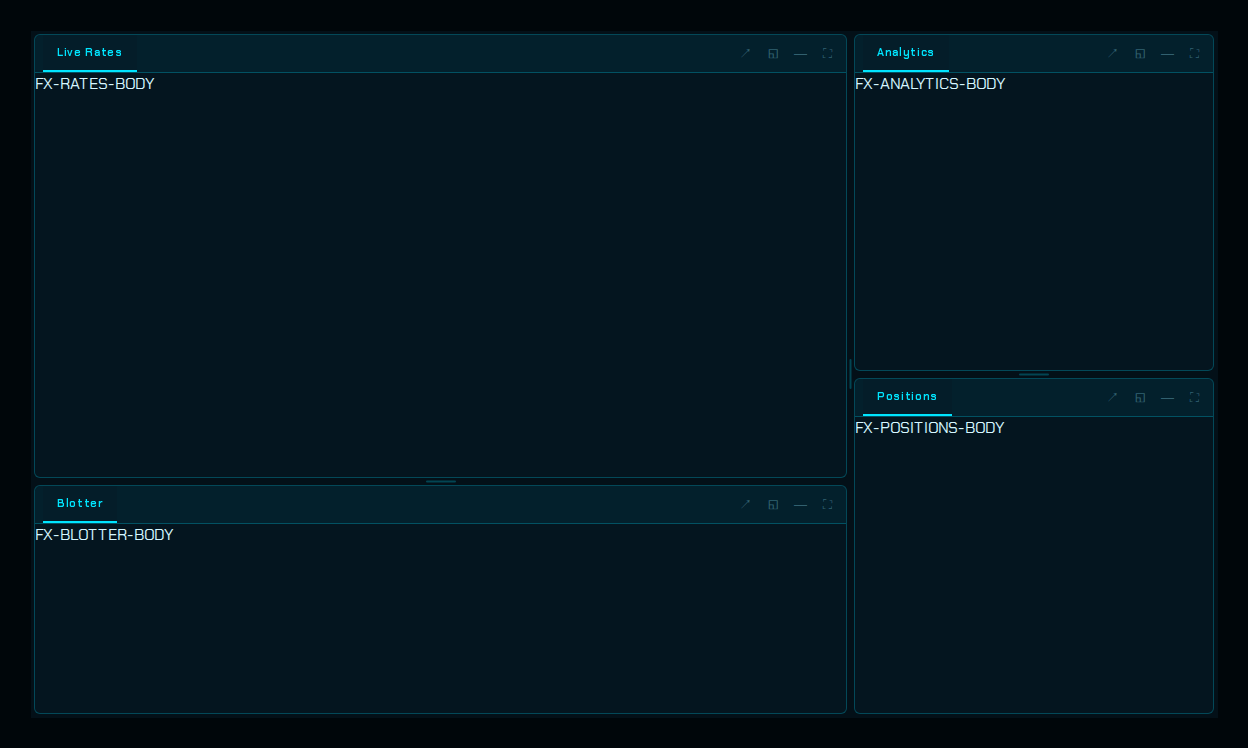 Live Rates
FX-RATES-BODY
Analytics
FX-ANALYTICS-BODY
Blotter
FX-BLOTTER-BODY
Positions
FX-POSITIONS-BODY